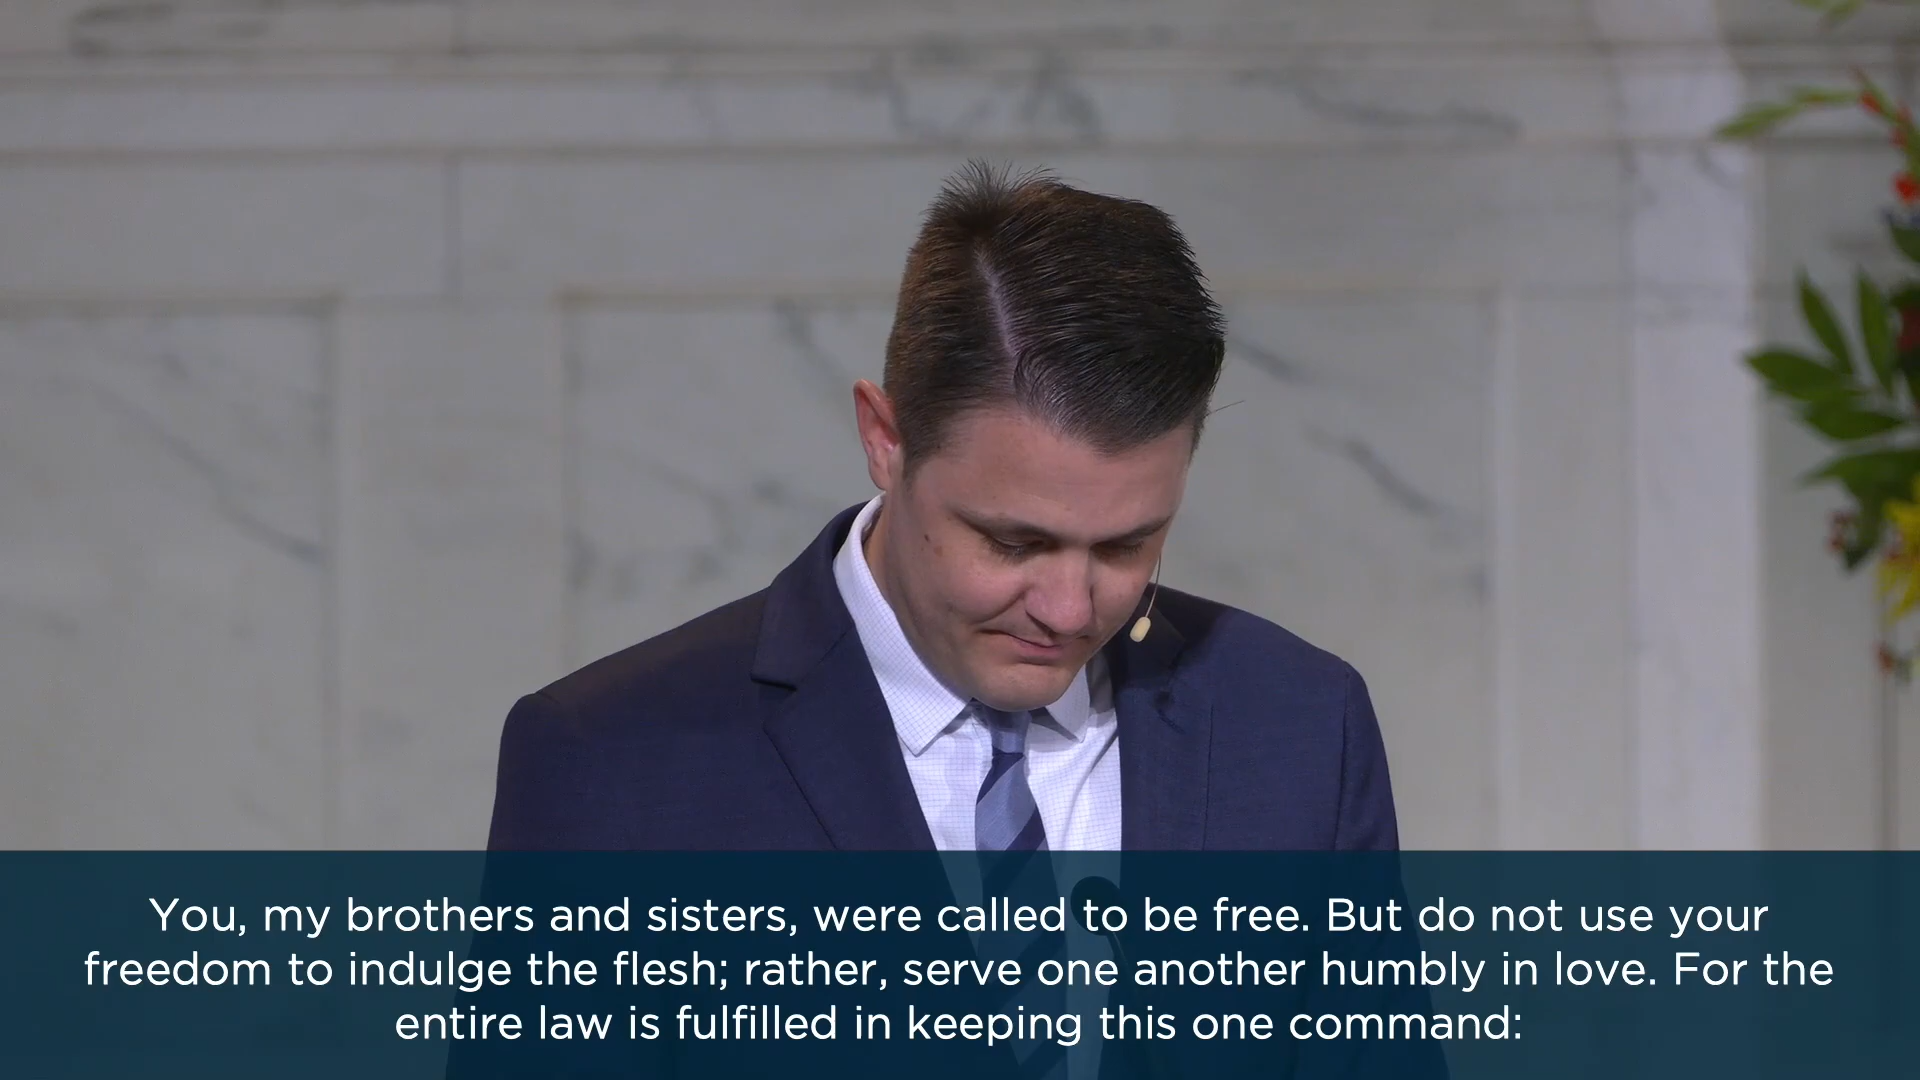 You, my brothers and sisters, were called to be free. But do not use your
freedom to indulge the flesh; rather, serve one another humbly in love. For the
entire law is fulfilled in keeping this one command: